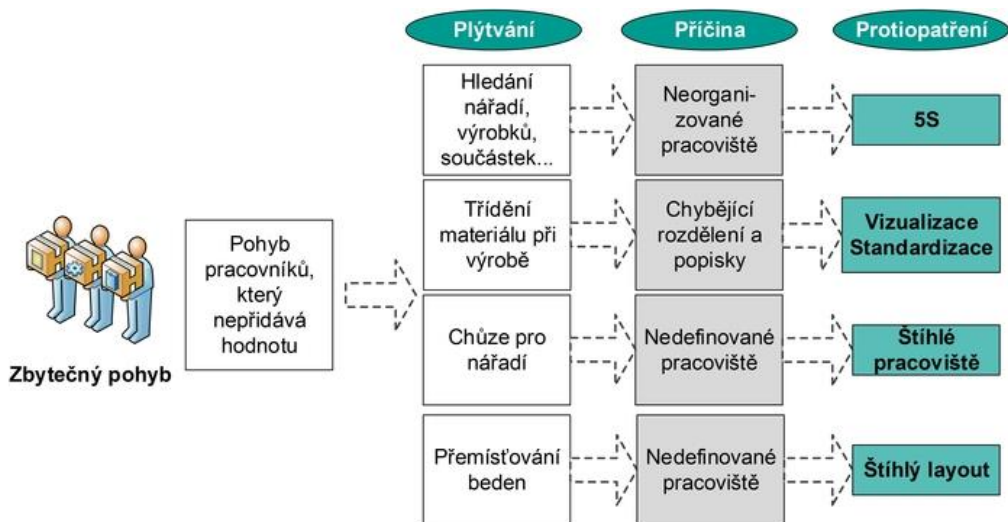 Plýtvání
Příčina
Protiopatření
Hledání
nářadí,
výrobků,
součástek...
Neorgani-
zované
pracoviště
5S
Třídění
materiálu při
výrobě
Chybějící
rozdělení a
popisky
Vizualizace
Standardizace
Pohyb
pracovníků,
který
nepřidává
hodnotu
Zbytečný pohyb
Chůze pro
nářadí
Nedefinované
pracoviště
Štíhlé
pracoviště
Přemísťování
beden
Nedefinované
pracoviště
Štíhlý layout